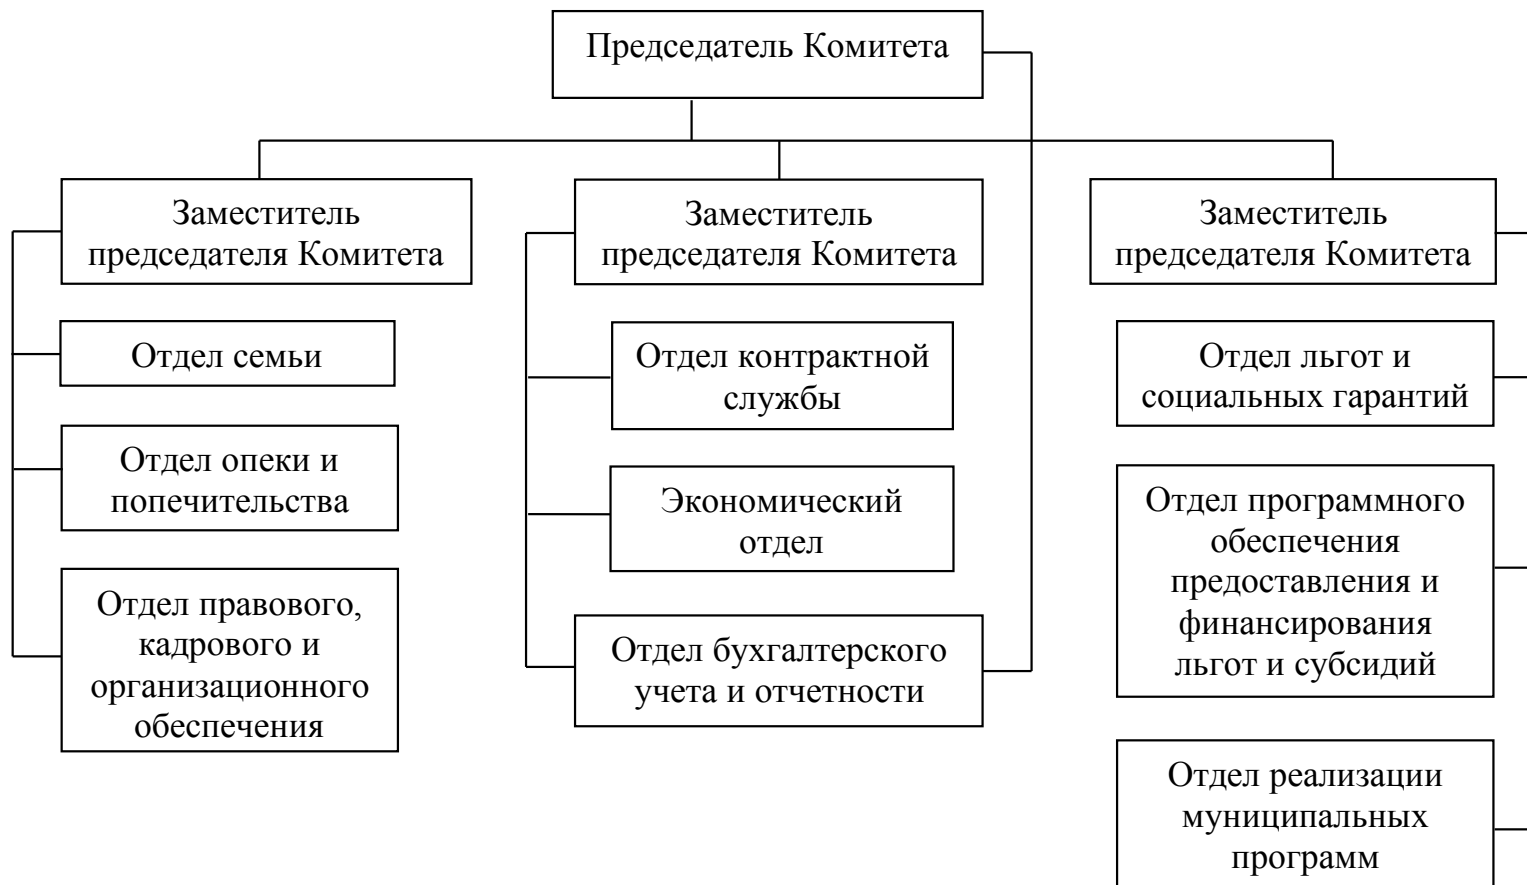 Председатель Комитета
Заместитель
председателя Комитета
Заместитель
председателя Комитета
Заместитель
председателя Комитета
Отдел семьи
Отдел опеки и
попечительства
Отдел правового,
кадрового и
организационного
обеспечения
Отдел контрактной
службы
Экономический
отдел
Отдел бухгалтерского
учета и отчетности
Отдел льгот и
социальных гарантий
Отдел программного
обеспечения
предоставления и
финансирования
льгот и субсидий
Отдел реализации
муниципальных
программ